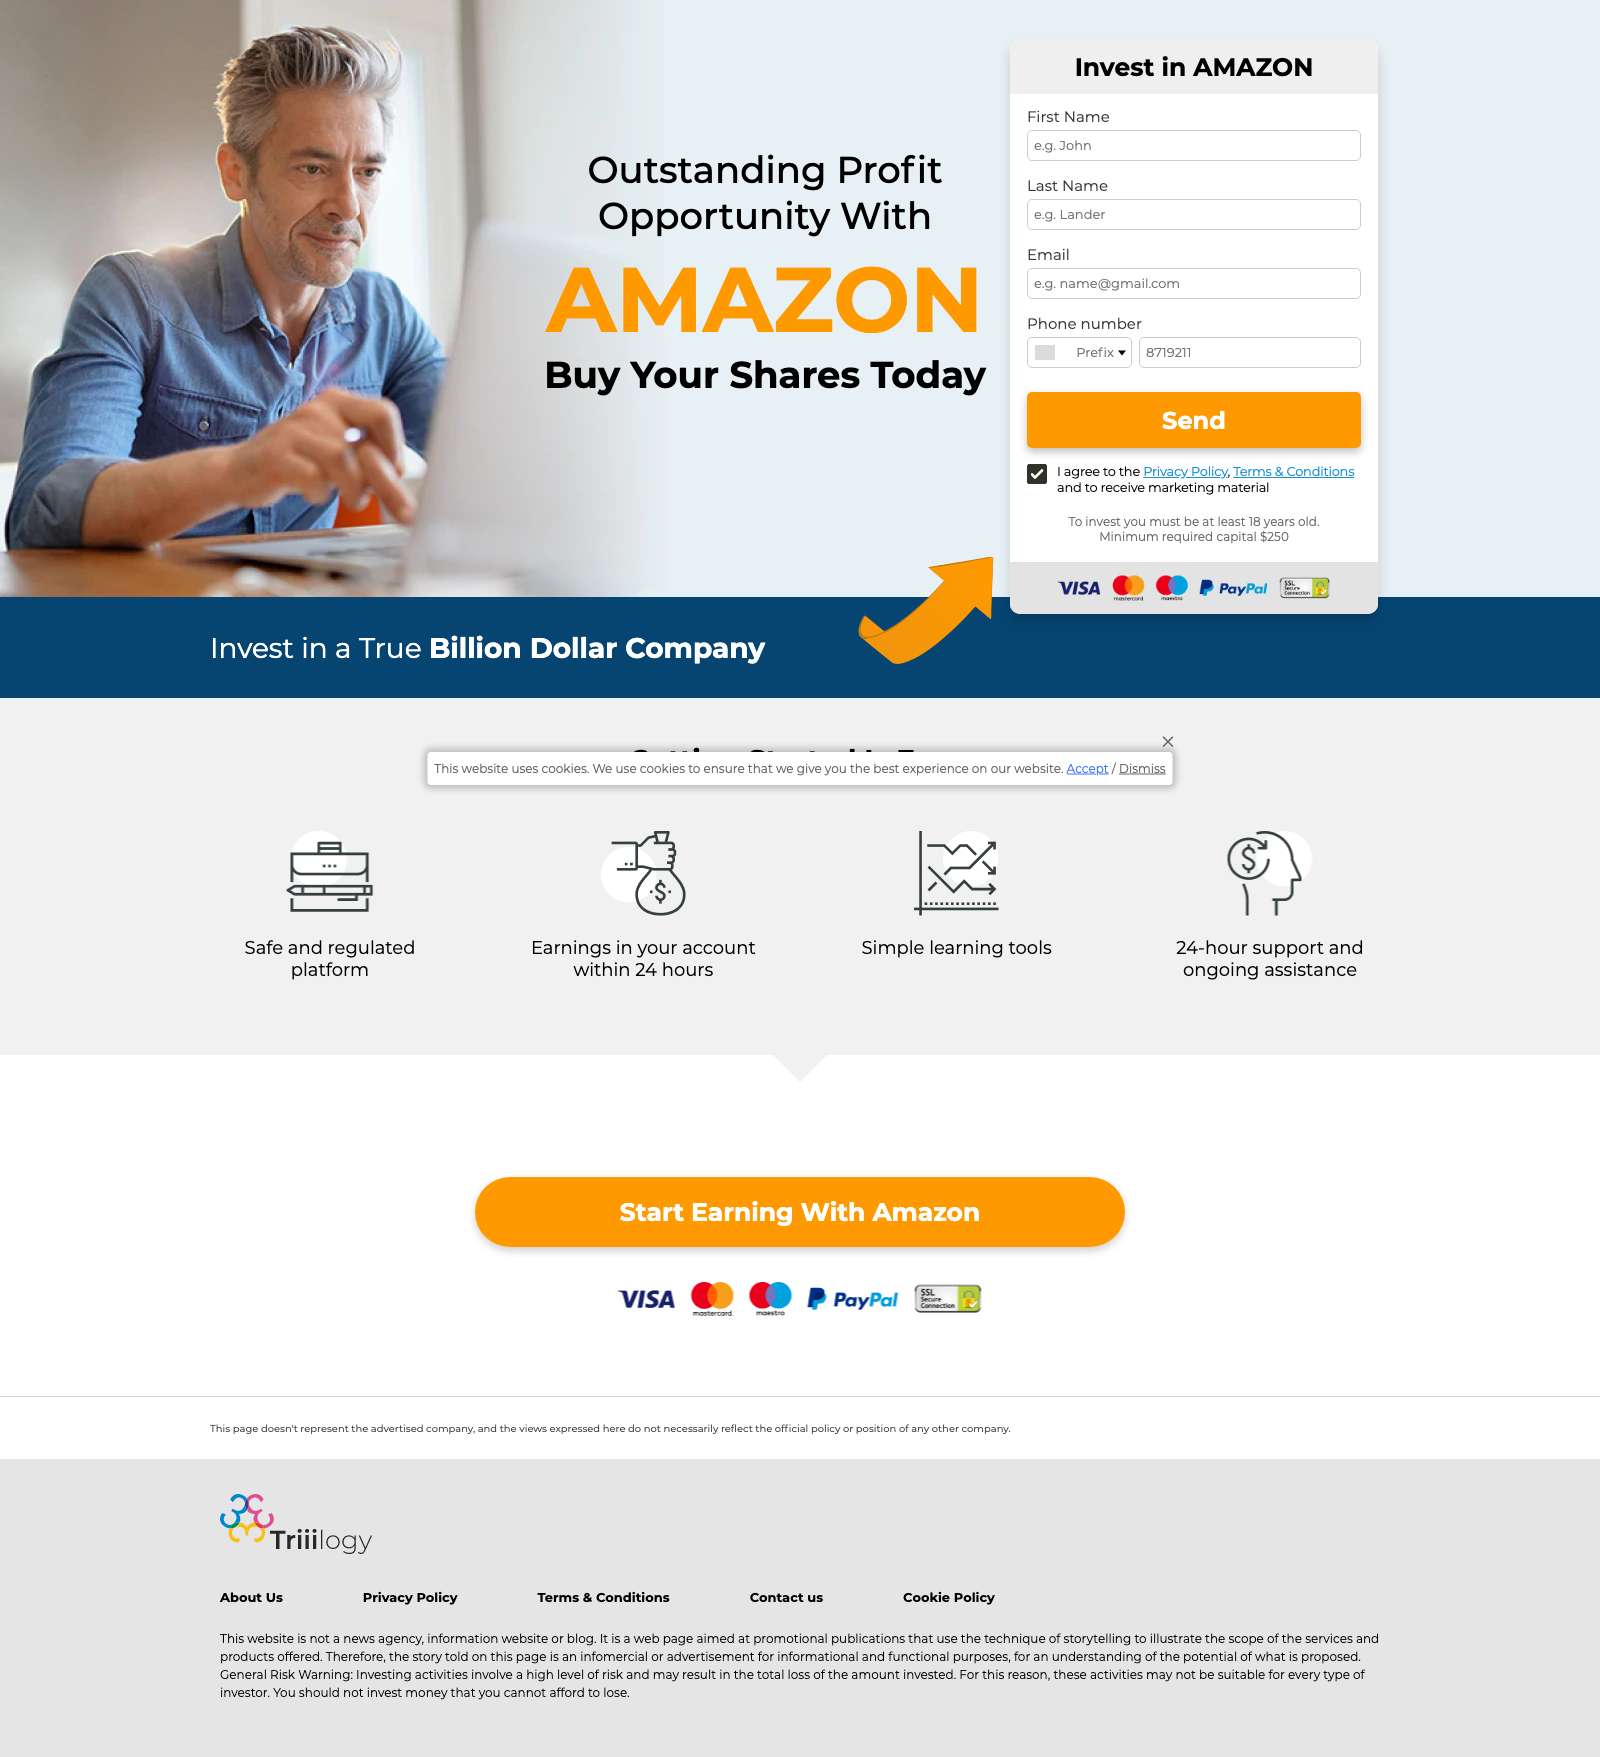 Outstanding Profit
Opportunity With
AMAZON
Buy Your Shares Today
Invest in AMAZON
First Name
e.g. John
Last Name
e.g. Lander
Email
e.g. name@gmail.com
Phone number
Prefix
8719211
Send
I agree to the Privacy Policy, Terms & Conditions
and to receive marketing material
To invest you must be at least 18 years old.
Minimum required capital $250
VISA mastercard maestro PayPal SSL Secure Connection
Invest in a True Billion Dollar Company
This website uses cookies. We use cookies to ensure that we give you the best experience on our website. Accept / Dismiss
Safe and regulated
platform
Earnings in your account
within 24 hours
Simple learning tools
24-hour support and
ongoing assistance
Start Earning With Amazon
VISA mastercard. maestro PayPal SSL Secure Connection
This page doesn't represent the advertised company, and the views expressed here do not necessarily reflect the official policy or position of any other company.
Triiilogy
About Us
Privacy Policy
Terms & Conditions
Contact us
Cookie Policy
This website is not a news agency, information website or blog. It is a web page aimed at promotional publications that use the technique of storytelling to illustrate the scope of the services and
products offered. Therefore, the story told on this page is an infomercial or advertisement for informational and functional purposes, for an understanding of the potential of what is proposed.
General Risk Warning: Investing activities involve a high level of risk and may result in the total loss of the amount invested. For this reason, these activities may not be suitable for every type of
investor. You should not invest money that you cannot afford to lose.